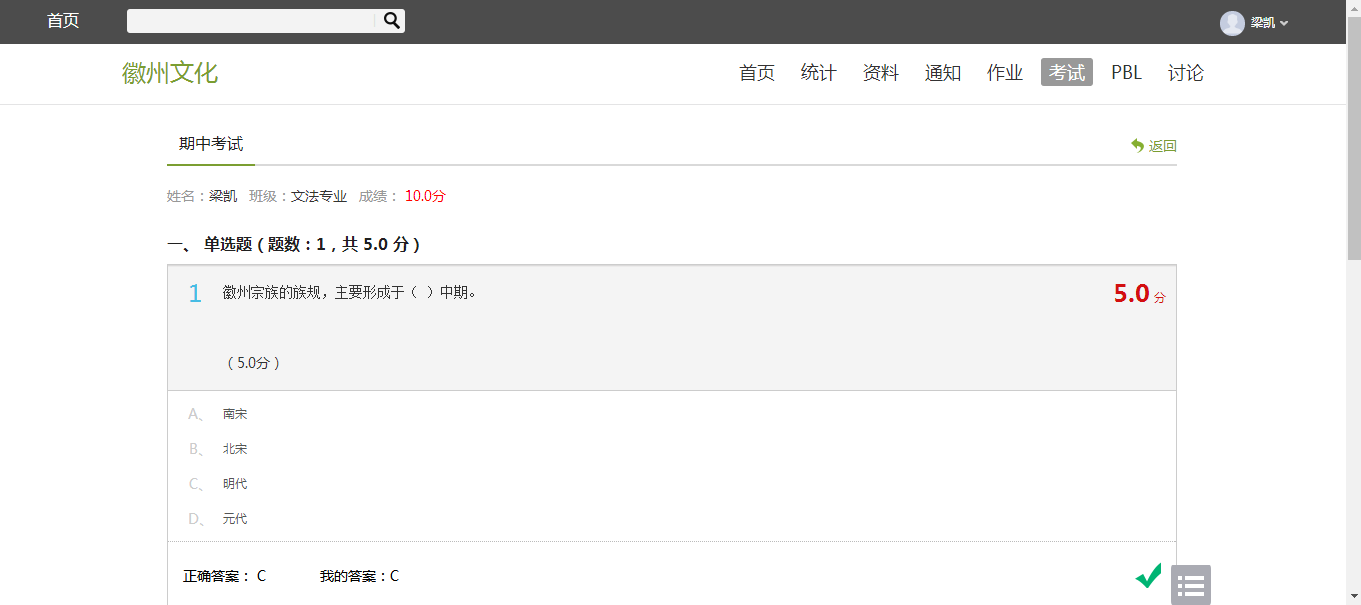 首页 梁凯
徽州文化 首页 统计 资料 通知 作业 考试 PBL 讨论
期中考试 返回
姓名：梁凯 班级：文法专业 成绩： 10.0分
一、 单选题（题数：1，共 5.0 分）
1 徽州宗族的族规，主要形成于（ ）中期。 5.0 分
（5.0分）
A、 南宋
B、 北宋
C、 明代
D、 元代
正确答案： C 我的答案：C